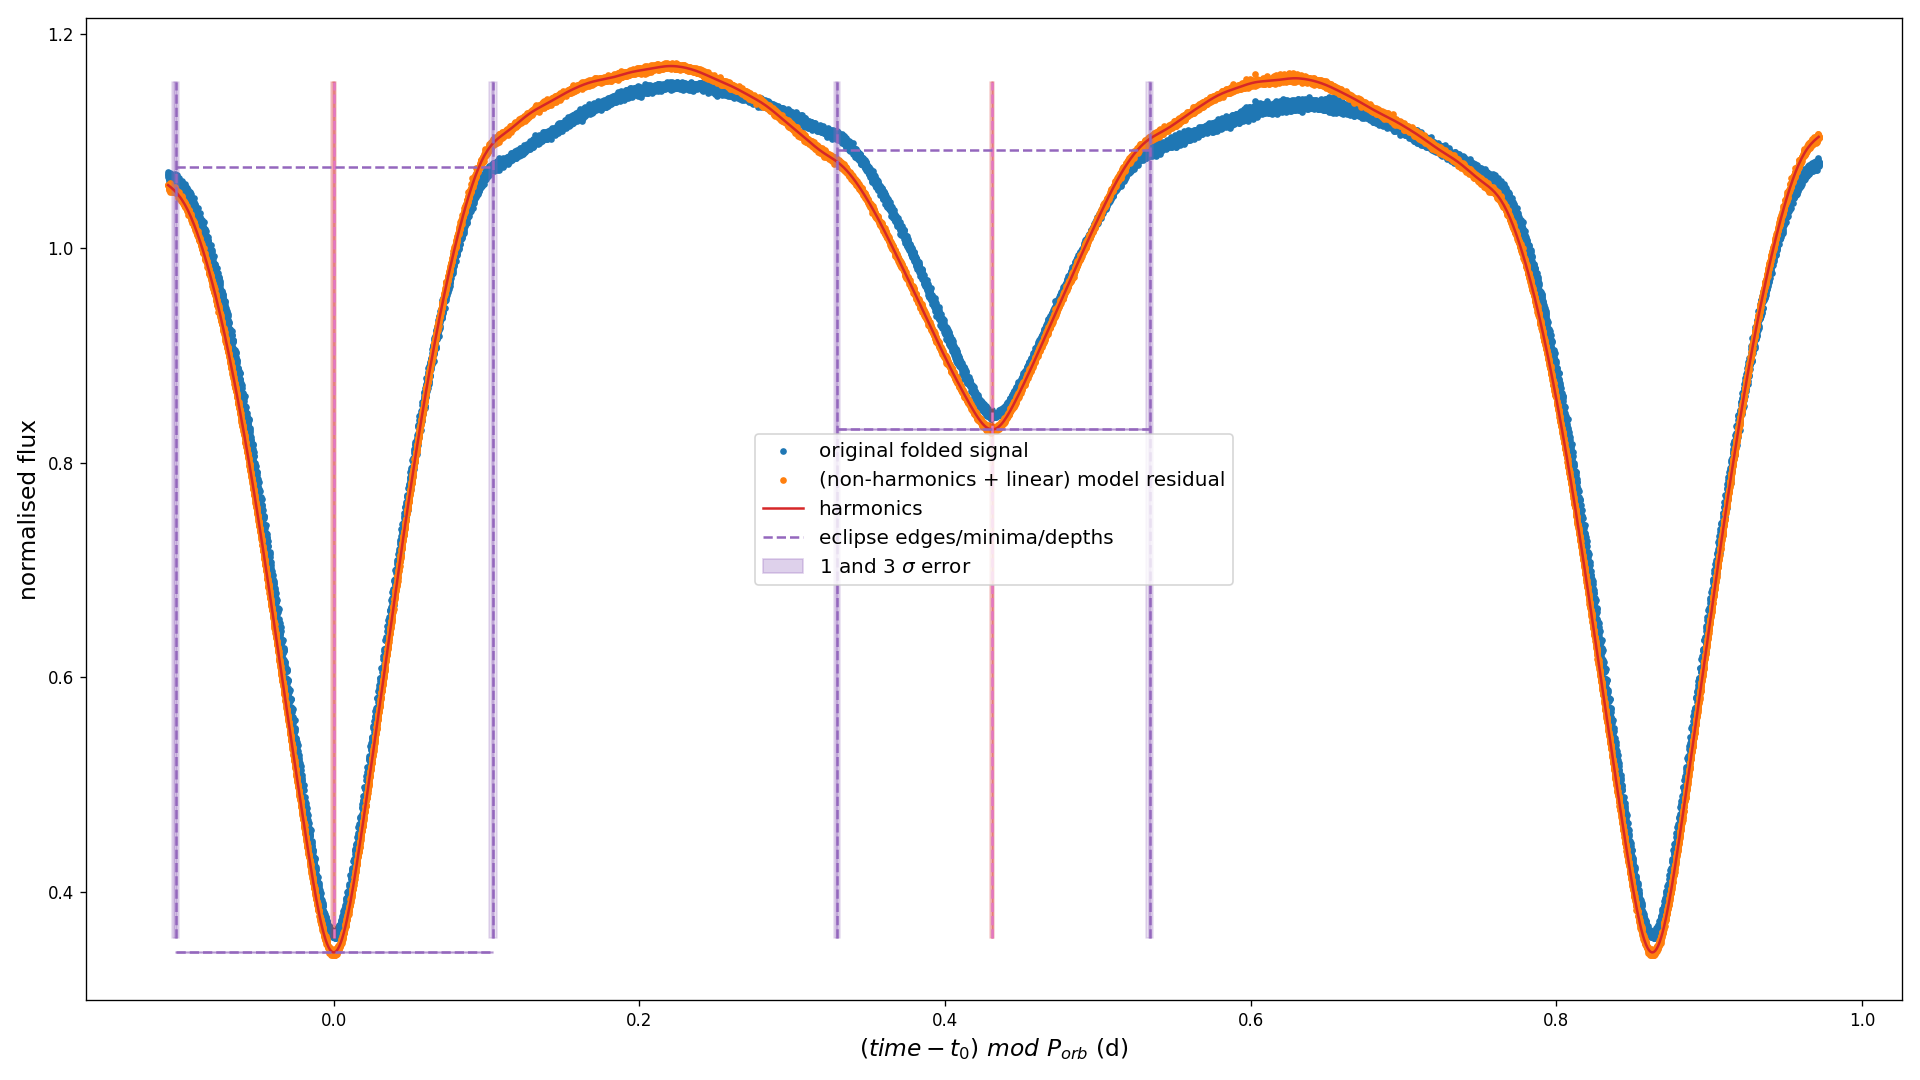 normalised flux
1.2
1.0
0.8
0.6
0.4
original folded signal
(non-harmonics + linear) model residual
harmonics
eclipse edges/minima/depths
1 and 3 σ error
0.0 0.2 0.4 0.6 0.8 1.0
(time − t₀) mod Pₒᵣb (d)